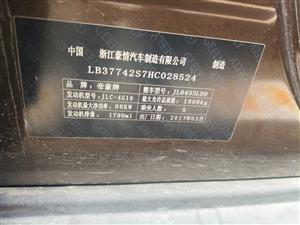 中国 浙江豪情汽车制造有限公司 制造
LB37742S7HC028524
品牌：帝豪牌 整车型号：JL6453L09
发动机型号：JLC-4G18 最大允许总质量：1808kg
发动机最大净功率：98KW 乘坐人数：5
发动机排量：1799ml 出厂日期：2017年03月